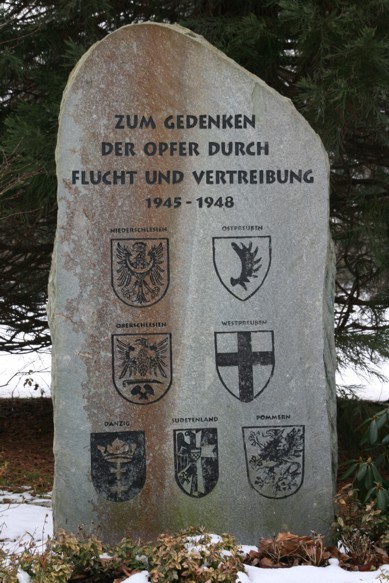 ZUM GEDENKEN
DER OPFER DURCH
FLUCHT UND VERTREIBUNG
1945 - 1948
NIEDERSCHLESIEN OSTPREUßEN
OBERSCHLESIEN WESTPREUßEN
DANZIG SUDETENLAND POMMERN